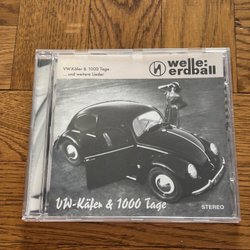 VW-Käfer & 1000 Tage
...und weitere Lieder
welle:
erdball
VW-Käfer & 1000 Tage
STEREO